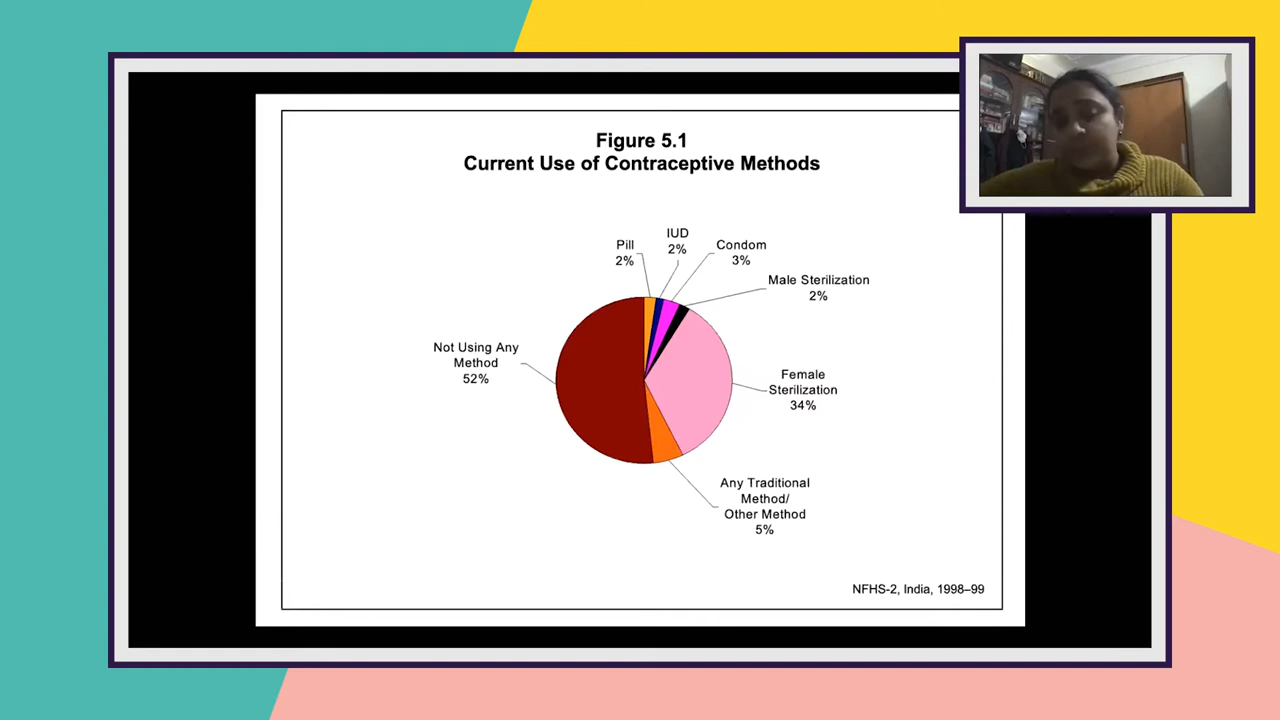 Figure 5.1
Current Use of Contraceptive Methods
Pill
2%
IUD
2%
Condom
3%
Male Sterilization
2%
Not Using Any
Method
52%
Female
Sterilization
34%
Any Traditional
Method/
Other Method
5%
NFHS-2, India, 1998–99